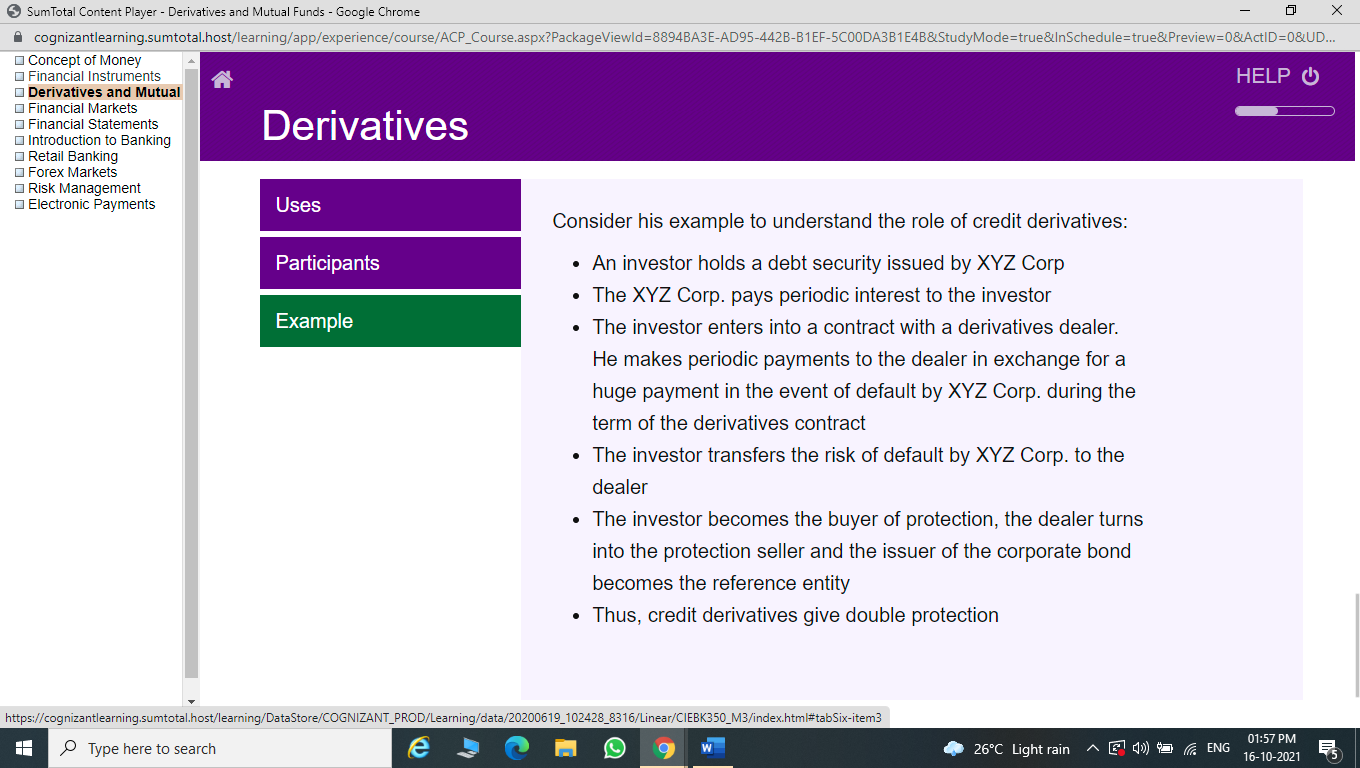 SumTotal Content Player - Derivatives and Mutual Funds - Google Chrome
cognizantlearning.sumtotal.host/learning/app/experience/course/ACP_Course.aspx?PackageViewId=8894BA3E-AD95-442B-B1EF-5C00DA3B1E4B&StudyMode=true&InSchedule=true&Preview=0&ActID=0&UD...
Concept of Money
Financial Instruments
Derivatives and Mutual
Financial Markets
Financial Statements
Introduction to Banking
Retail Banking
Forex Markets
Risk Management
Electronic Payments
HELP
Derivatives
Uses
Participants
Example
Consider his example to understand the role of credit derivatives:
• An investor holds a debt security issued by XYZ Corp
• The XYZ Corp. pays periodic interest to the investor
• The investor enters into a contract with a derivatives dealer.
He makes periodic payments to the dealer in exchange for a
huge payment in the event of default by XYZ Corp. during the
term of the derivatives contract
• The investor transfers the risk of default by XYZ Corp. to the
dealer
• The investor becomes the buyer of protection, the dealer turns
into the protection seller and the issuer of the corporate bond
becomes the reference entity
• Thus, credit derivatives give double protection
https://cognizantlearning.sumtotal.host/learning/DataStore/COGNIZANT_PROD/Learning/data/20200619_102428_8316/Linear/CIEBK350_M3/index.html#tabSix-item3
Type here to search
26°C Light rain
ENG
01:57 PM
16-10-2021
5